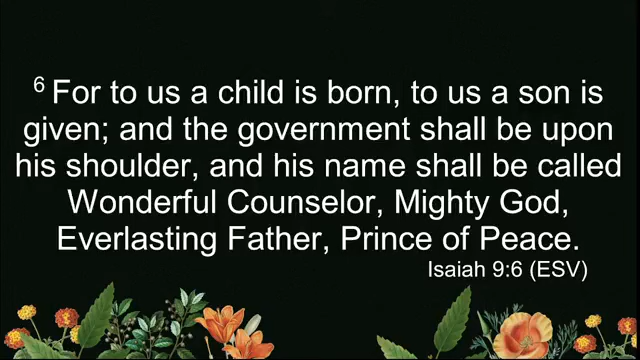 6 For to us a child is born, to us a son is
given; and the government shall be upon
his shoulder, and his name shall be called
Wonderful Counselor, Mighty God,
Everlasting Father, Prince of Peace.
Isaiah 9:6 (ESV)